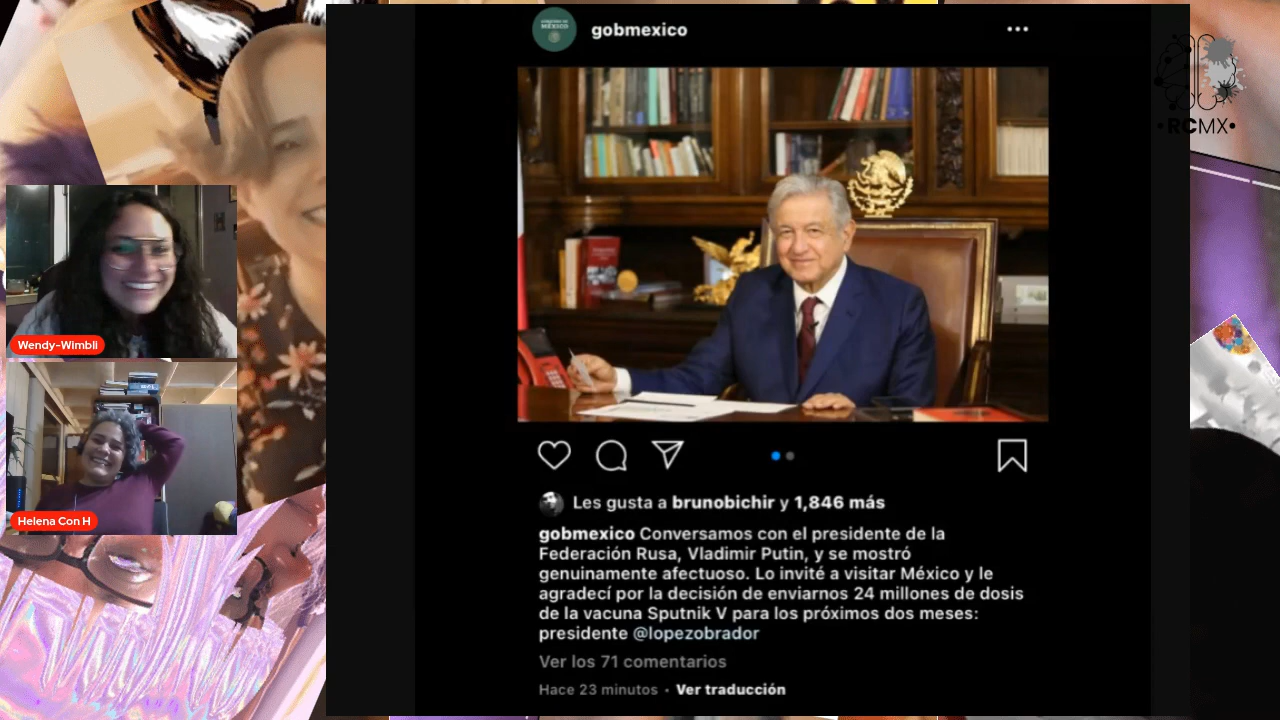 gobmexico
GOBIERNO DE
MÉXICO
•RCMX•
Wendy-Wimbli
Helena Con H
Les gusta a brunobichir y 1,846 más
gobmexico Conversamos con el presidente de la
Federación Rusa, Vladimir Putin, y se mostró
genuinamente afectuoso. Lo invité a visitar México y le
agradecí por la decisión de enviarnos 24 millones de dosis
de la vacuna Sputnik V para los próximos dos meses:
presidente @lopezobrador
Ver los 71 comentarios
Hace 23 minutos • Ver traducción